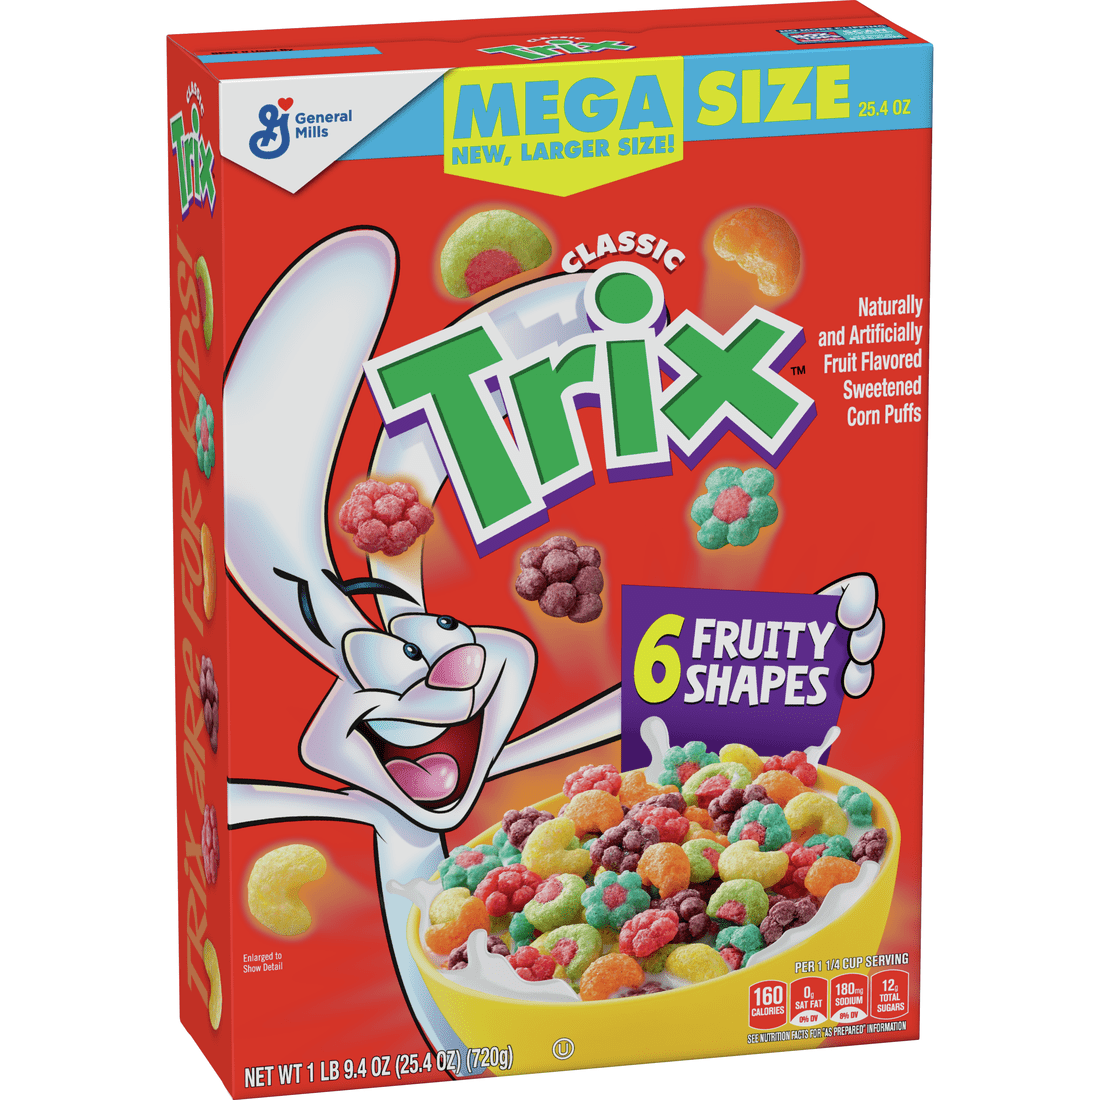 CLASSIC
Trix
General
Mills
MEGA SIZE 25.4 OZ
NEW, LARGER SIZE!
CLASSIC
Trix™
Naturally
and Artificially
Fruit Flavored
Sweetened
Corn Puffs
6 FRUITY
SHAPES
Enlarged to
Show Detail
PER 1 1/4 CUP SERVING
160
CALORIES
0g
SAT FAT
0% DV
180mg
SODIUM
8% DV
12g
TOTAL
SUGARS
SEE NUTRITION FACTS FOR "AS PREPARED" INFORMATION
NET WT 1 LB 9.4 OZ (25.4 OZ) (720g)
U
CLASSIC
Trix
TRIX ARE FOR KIDS!